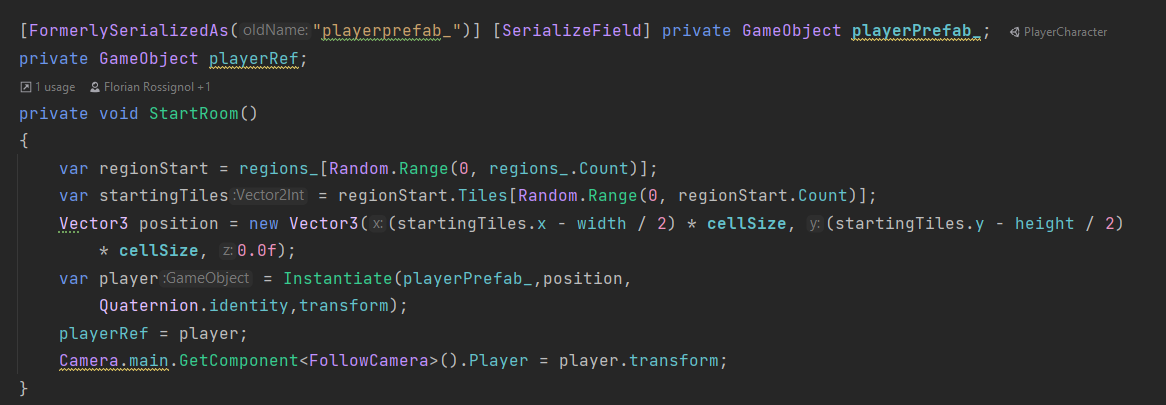 [FormerlySerializedAs(oldName:"playerprefab_")] [SerializeField] private GameObject playerPrefab_; PlayerCharacter
private GameObject playerRef;
1 usage Florian Rossignol +1
private void StartRoom()
{
var regionStart = regions_[Random.Range(0, regions_.Count)];
var startingTiles:Vector2Int = regionStart.Tiles[Random.Range(0, regionStart.Count)];
Vector3 position = new Vector3(x:(startingTiles.x - width / 2) * cellSize, y:(startingTiles.y - height / 2)
* cellSize, z:0.0f);
var player:GameObject = Instantiate(playerPrefab_,position,
Quaternion.identity,transform);
playerRef = player;
Camera.main.GetComponent<FollowCamera>().Player = player.transform;
}